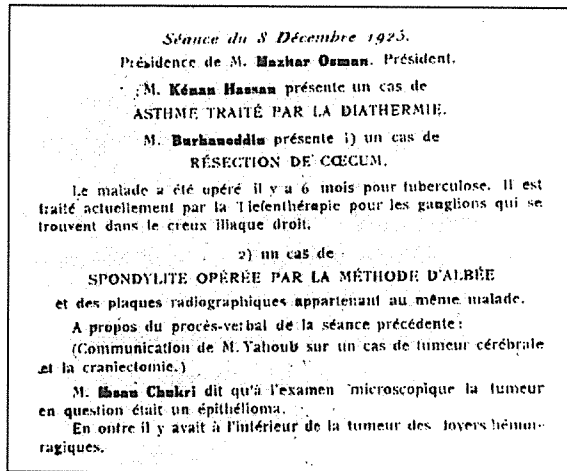 Séance du 8 Décembre 1925.
Présidence de M. Mazhar Osman. Président.
M. Kénan Hassan présente un cas de
ASTHME TRAITÉ PAR LA DIATHERMIE.
M. Burhaneddin présente 1) un cas de
RÉSECTION DE CŒCUM.
Le malade a été opéré il y a 6 mois pour tuberculose. Il est
traité actuellement par la Tiefenthérapie pour les ganglions qui se
trouvent dans le creux iliaque droit.
2) un cas de
SPONDYLITE OPÉRÉE PAR LA MÉTHODE D'ALBÉE
et des plaques radiographiques appartenant au même malade.
A propos du procès-verbal de la séance précédente:
(Communication de M. Yahoub sur un cas de tumeur cérébrale
et la craniectomie.)
M. Ihsan Chukri dit qu'à l'examen microscopique la tumeur
en question était un épithélioma.
En outre il y avait à l'intérieur de la tumeur des foyers hémor-
ragiques.